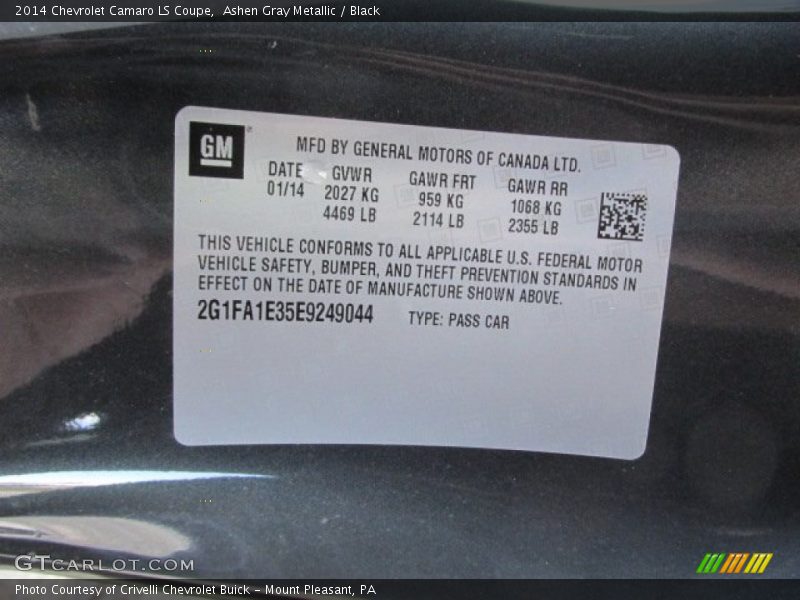 2014 Chevrolet Camaro LS Coupe, Ashen Gray Metallic / Black
GM
MFD BY GENERAL MOTORS OF CANADA LTD.
DATE GVWR GAWR FRT GAWR RR
01/14 2027 KG 959 KG 1068 KG
4469 LB 2114 LB 2355 LB
THIS VEHICLE CONFORMS TO ALL APPLICABLE U.S. FEDERAL MOTOR
VEHICLE SAFETY, BUMPER, AND THEFT PREVENTION STANDARDS IN
EFFECT ON THE DATE OF MANUFACTURE SHOWN ABOVE.
2G1FA1E35E9249044 TYPE: PASS CAR
GTCARLOT.COM
Photo Courtesy of Crivelli Chevrolet Buick – Mount Pleasant, PA